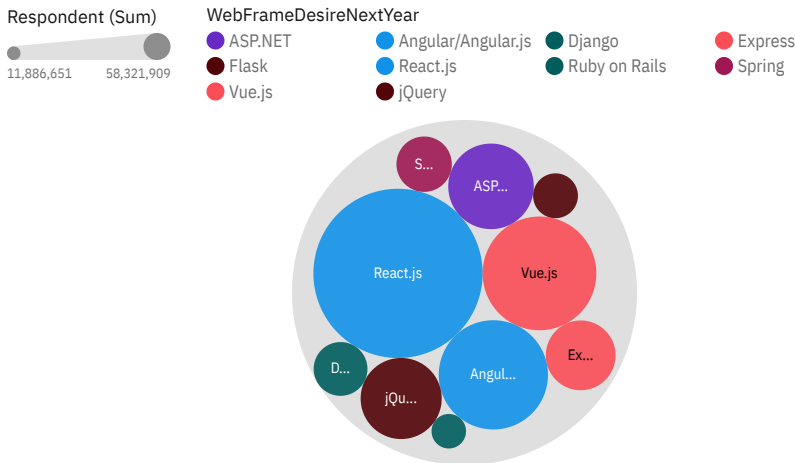 Respondent (Sum)
11,886,651 58,321,909
WebFrameDesireNextYear
ASP.NET Angular/Angular.js Django Express
Flask React.js Ruby on Rails Spring
Vue.js jQuery
S...
ASP...
React.js
Vue.js
Ex...
D...
Angul...
jQu...